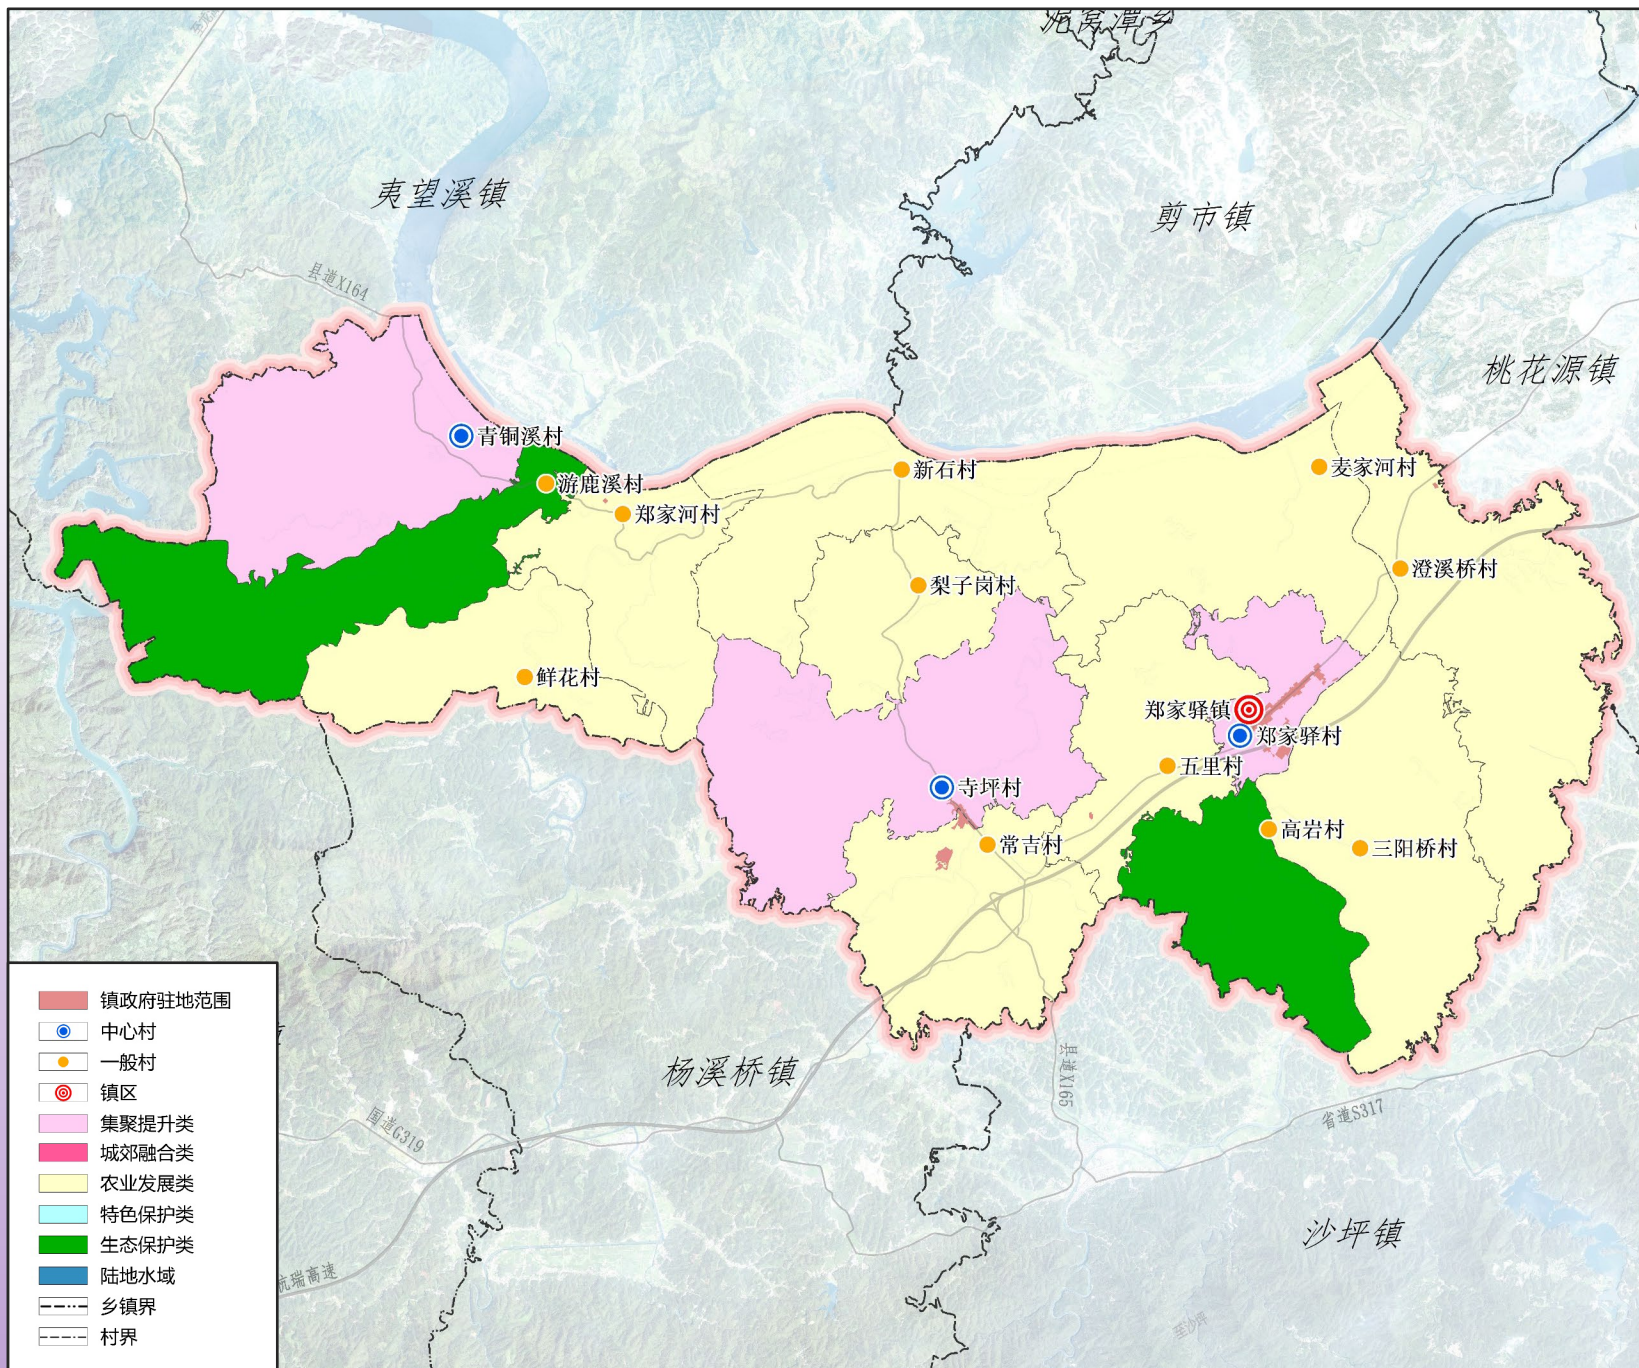 泥窝潭乡
夷望溪镇
剪市镇
县道X164
桃花源镇
青铜溪村
游鹿溪村
郑家河村
新石村
麦家河村
梨子岗村
澄溪桥村
鲜花村
郑家驿镇
郑家驿村
五里村
寺坪村
常吉村
高岩村
三阳桥村
杨溪桥镇
县道X165
国道G319
省道S317
沙坪镇
杭瑞高速
至沙坪
镇政府驻地范围
中心村
一般村
镇区
集聚提升类
城郊融合类
农业发展类
特色保护类
生态保护类
陆地水域
乡镇界
村界